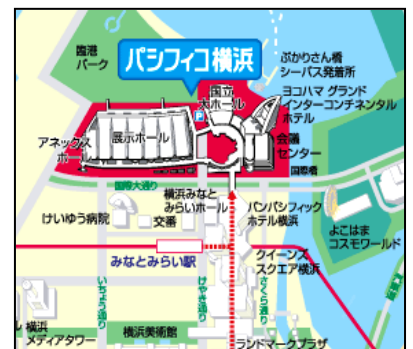 臨港
パーク
パシフィコ横浜
ぷかりさん橋
シーバス発着所
国立
大ホール
ヨコハマ グランド
インターコンチネンタル
ホテル
P
アネックス
ホール
展示ホール
会議
センター
国際橋
国際大通り
横浜みなと
みらいホール
パンパシフィック
ホテル横浜
けいゆう病院
交番
よこはま
コスモワールド
みなとみらい駅
クイーンズ
スクエア横浜
いちょう通り
けやき通り
さくら通り
横浜
メディアタワー
横浜美術館
ランドマークプラザ